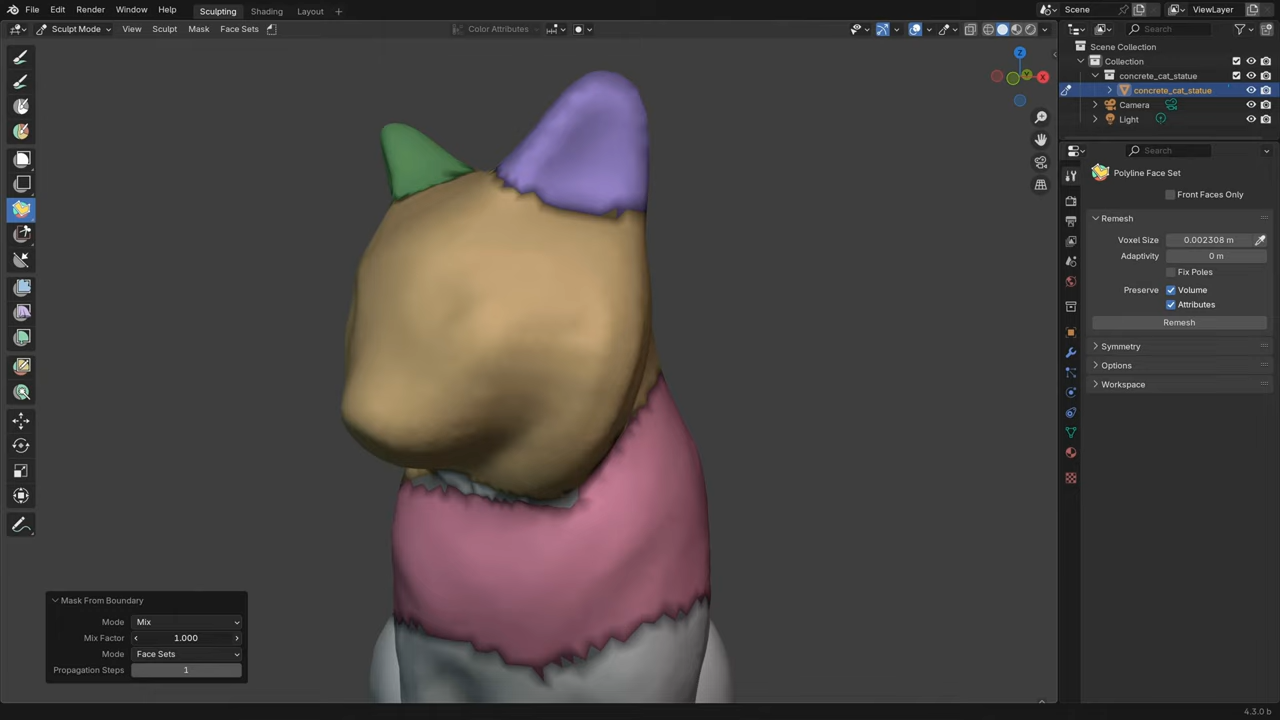 File Edit Render Window Help Sculpting Shading Layout + Scene ViewLayer
Sculpt Mode View Sculpt Mask Face Sets Color Attributes Search
Scene Collection
Collection
concrete_cat_statue
concrete_cat_statue
Camera
Light
Search
Polyline Face Set
Front Faces Only
Remesh
Voxel Size 0.002308 m
Adaptivity 0 m
Fix Poles
Preserve Volume
Attributes
Remesh
Symmetry
Options
Workspace
Z
Y
X
Mask From Boundary
Mode Mix
Mix Factor 1.000
Mode Face Sets
Propagation Steps 1
4.3.0 b